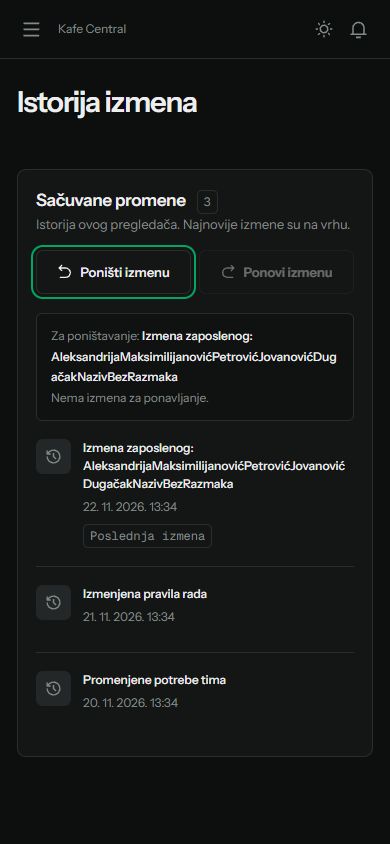 Kafe Central
Istorija izmena
Sačuvane promene 3
Istorija ovog pregledača. Najnovije izmene su na vrhu.
Poništi izmenu Ponovi izmenu
Za poništavanje: Izmena zaposlenog:
AleksandrijaMaksimilijanovićPetrovićJovanovićDug
ačakNazivBezRazmaka
Nema izmena za ponavljanje.
Izmena zaposlenog:
AleksandrijaMaksimilijanovićPetrovićJovanović
DugačakNazivBezRazmaka
22. 11. 2026. 13:34
Poslednja izmena
Izmenjena pravila rada
21. 11. 2026. 13:34
Promenjene potrebe tima
20. 11. 2026. 13:34